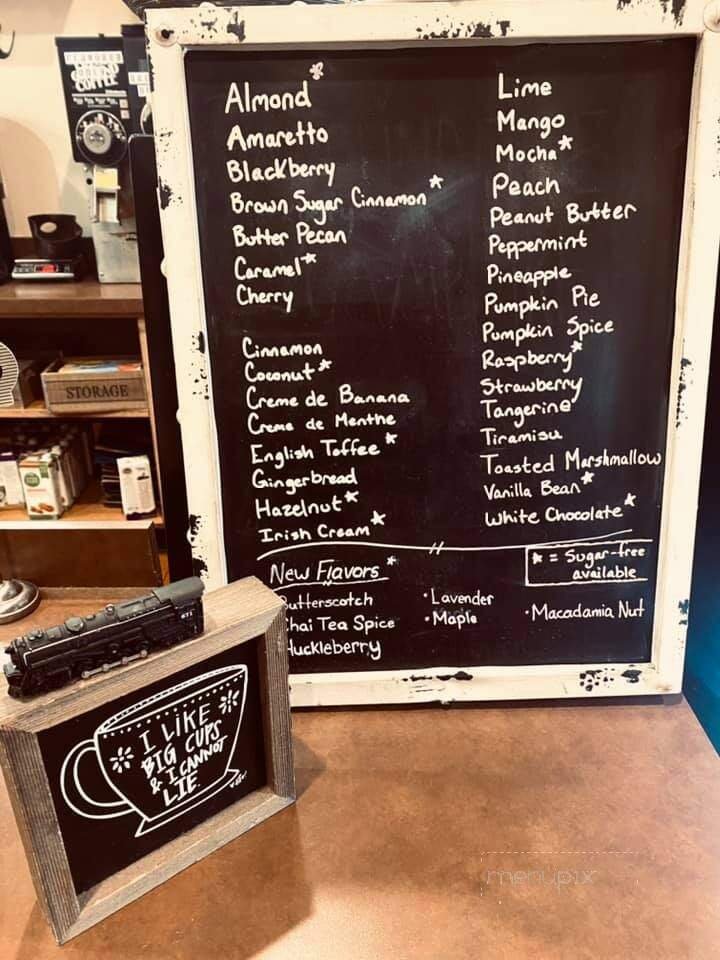 Almond*
Amaretto
Blackberry
Brown Sugar Cinnamon*
Butter Pecan
Caramel*
Cherry
Cinnamon
Coconut*
Creme de Banana
Creme de Menthe
English Toffee*
Gingerbread
Hazelnut*
Irish Cream*
Lime
Mango
Mocha*
Peach
Peanut Butter
Peppermint
Pineapple
Pumpkin Pie
Pumpkin Spice
Raspberry*
Strawberry
Tangerine
Tiramisu
Toasted Marshmallow
Vanilla Bean*
White Chocolate*
* = Sugar-free
available
New Flavors*
Butterscotch
Chai Tea Spice
Huckleberry
·Lavender
·Maple
·Macadamia Nut
STORAGE
I LIKE
BIG CUPS
& I CANNOT
LIE.
menupix